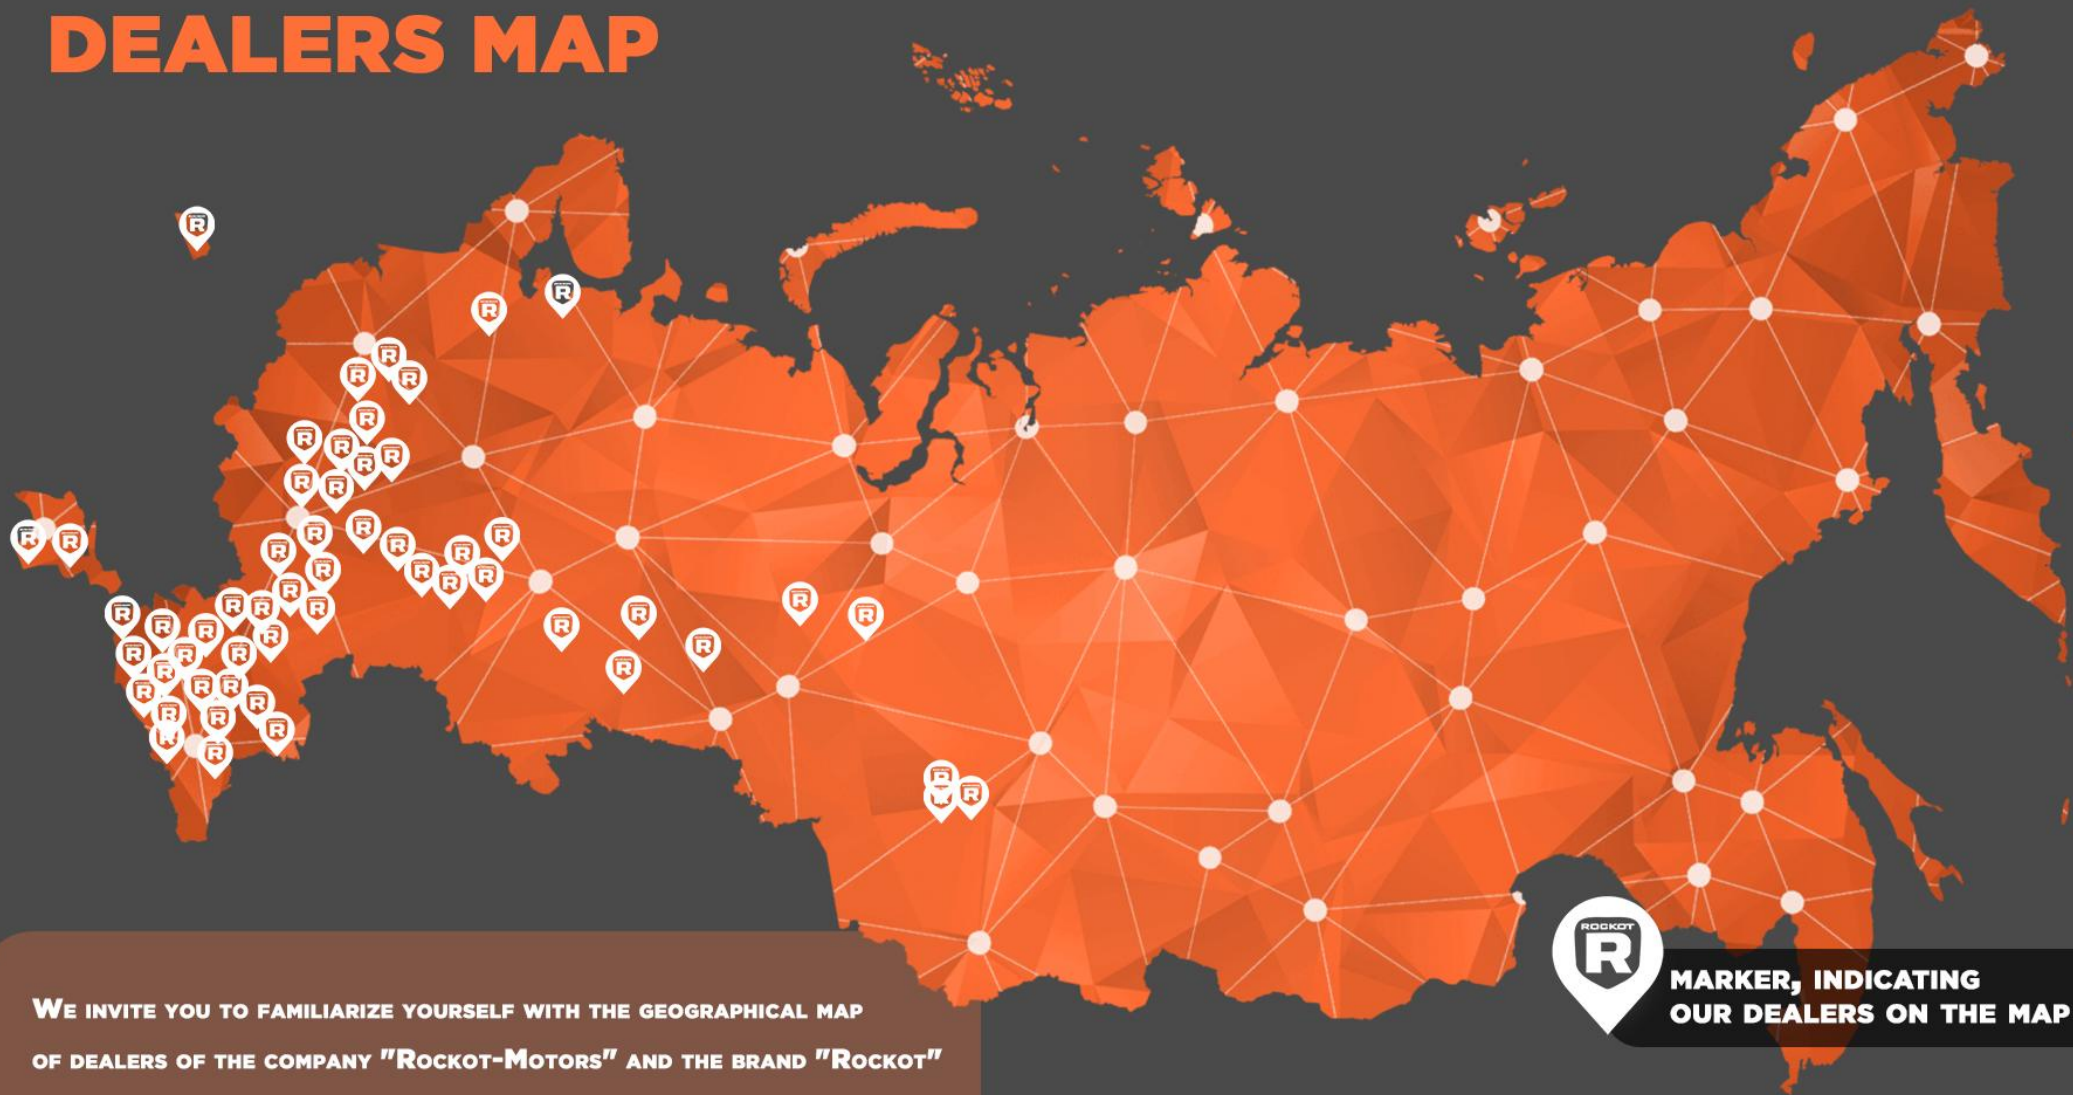 DEALERS MAP
WE INVITE YOU TO FAMILIARIZE YOURSELF WITH THE GEOGRAPHICAL MAP
OF DEALERS OF THE COMPANY "ROCKOT-MOTORS" AND THE BRAND "ROCKOT"
ROCKOT
R
MARKER, INDICATING
OUR DEALERS ON THE MAP